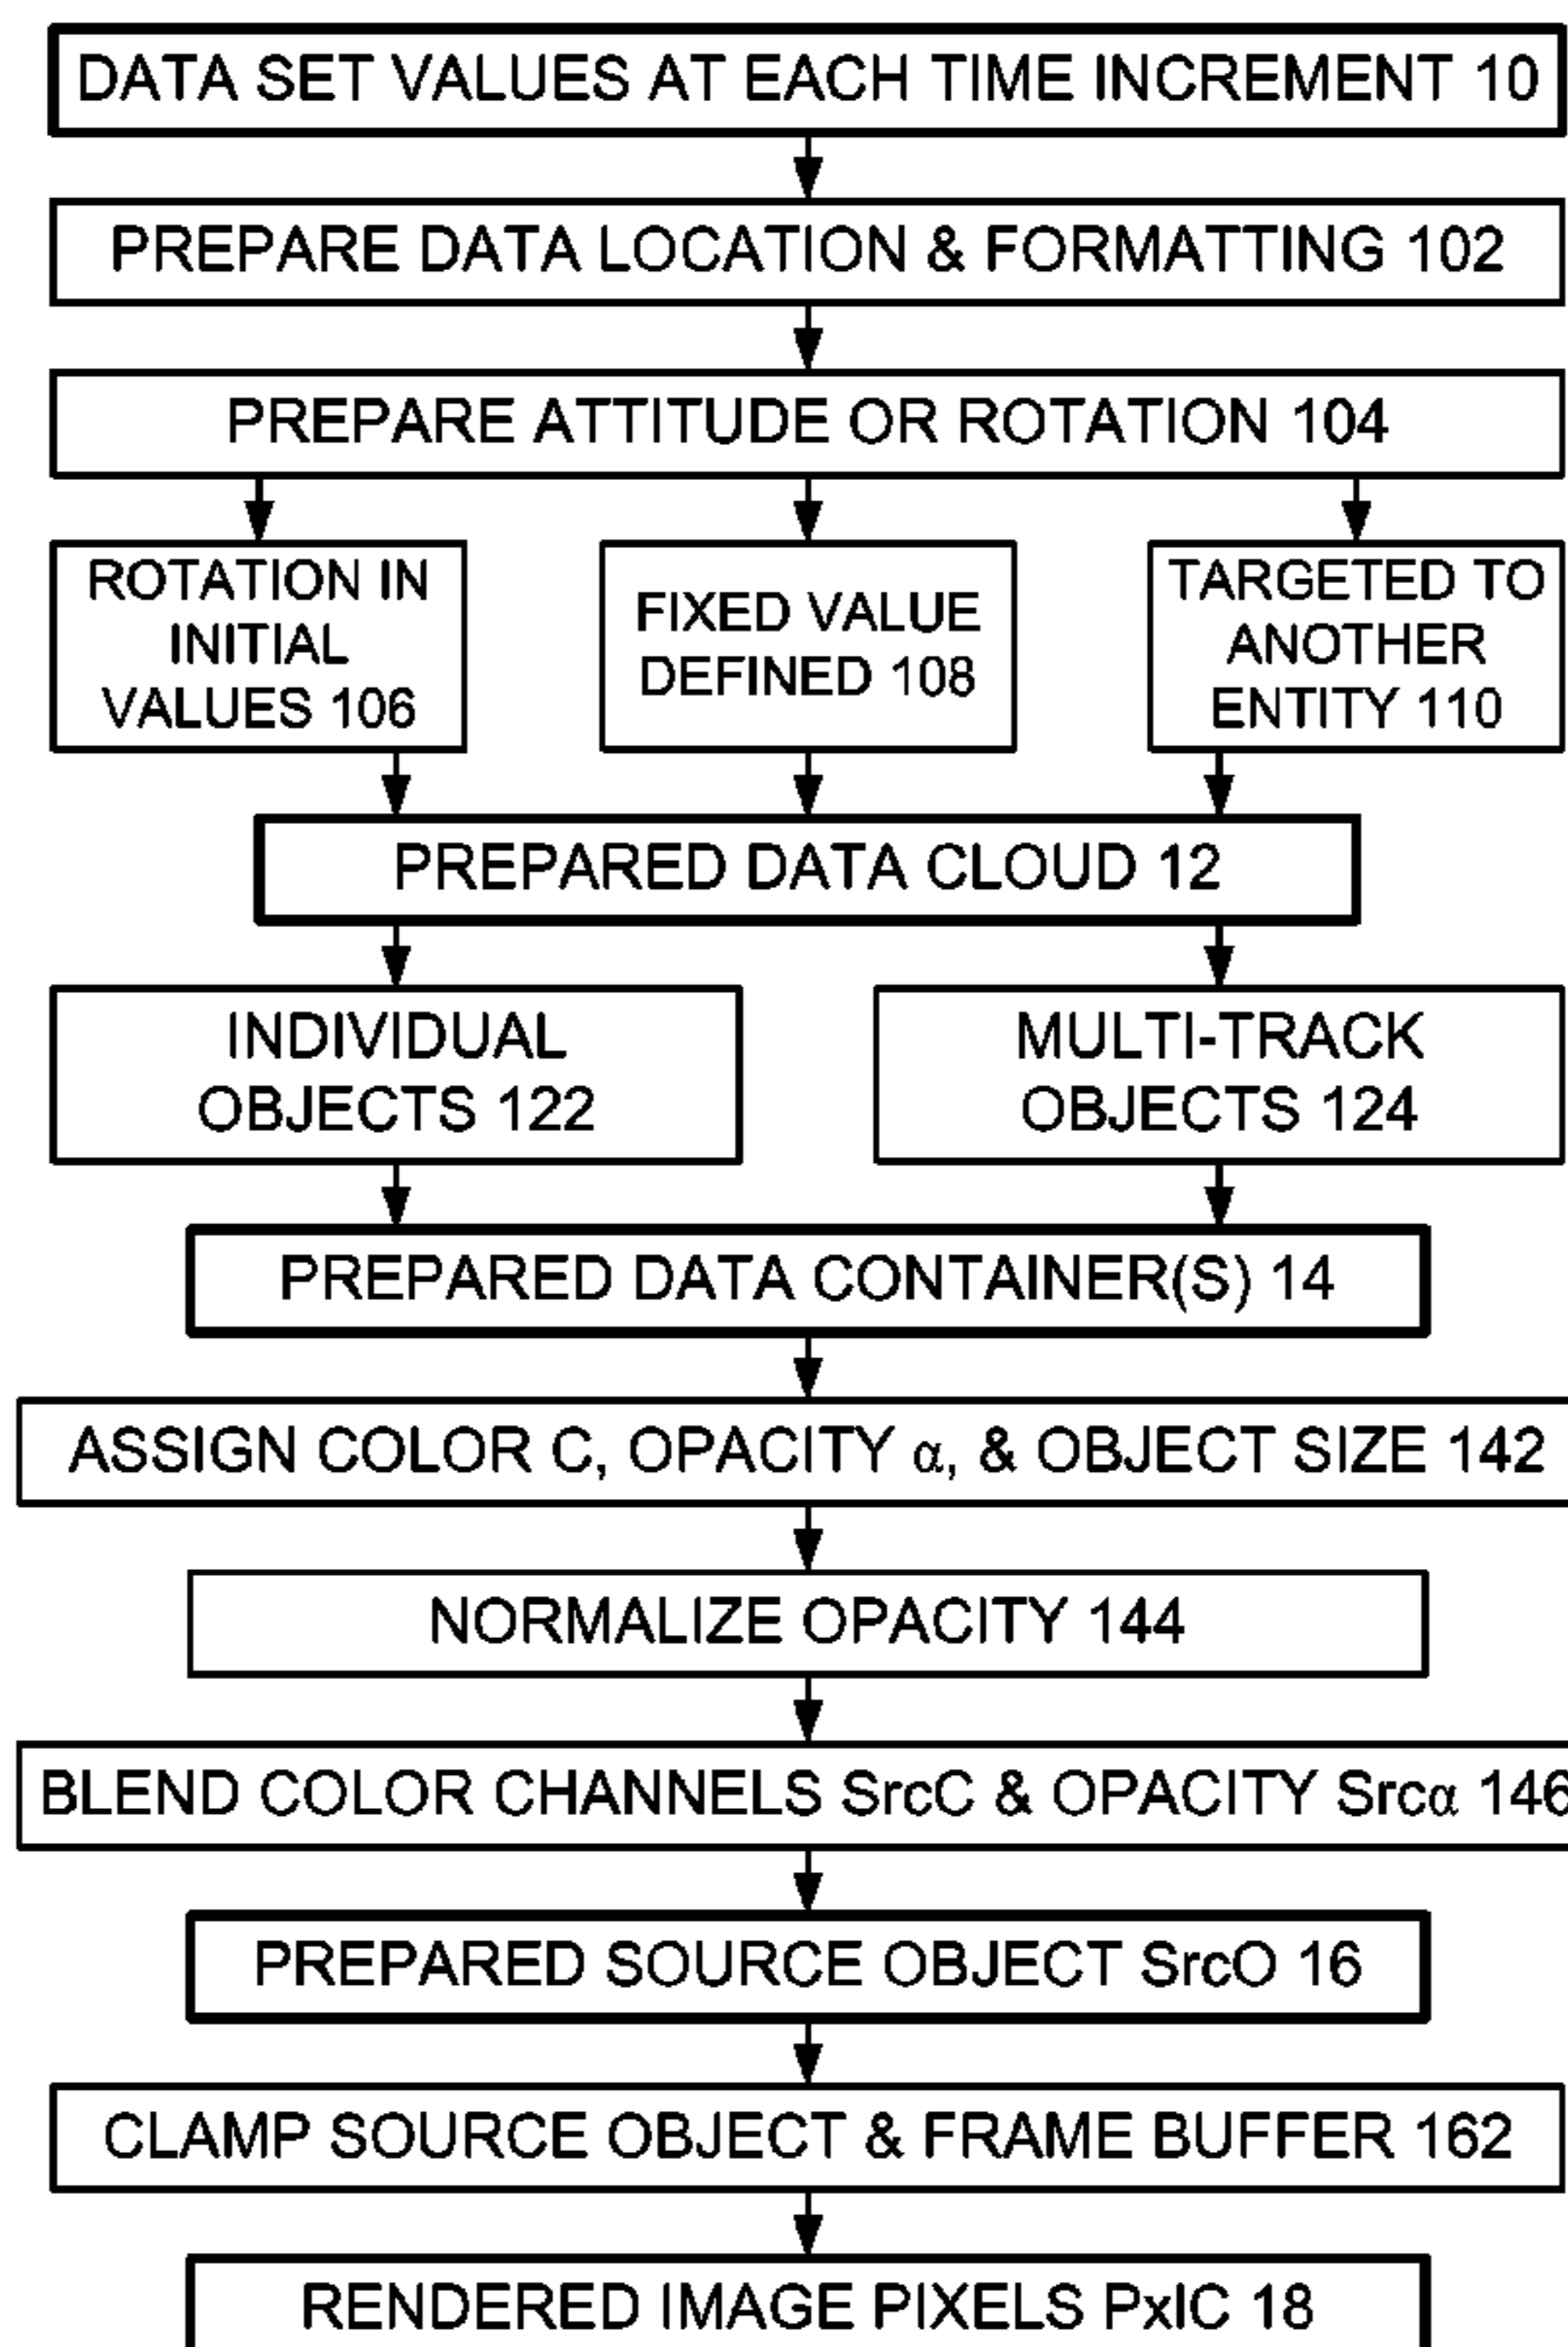 DATA SET VALUES AT EACH TIME INCREMENT 10
PREPARE DATA LOCATION & FORMATTING 102
PREPARE ATTITUDE OR ROTATION 104
ROTATION IN
INITIAL
VALUES 106
FIXED VALUE
DEFINED 108
TARGETED TO
ANOTHER
ENTITY 110
PREPARED DATA CLOUD 12
INDIVIDUAL
OBJECTS 122
MULTI-TRACK
OBJECTS 124
PREPARED DATA CONTAINER(S) 14
ASSIGN COLOR C, OPACITY α, & OBJECT SIZE 142
NORMALIZE OPACITY 144
BLEND COLOR CHANNELS SrcC & OPACITY Srcα 146
PREPARED SOURCE OBJECT SrcO 16
CLAMP SOURCE OBJECT & FRAME BUFFER 162
RENDERED IMAGE PIXELS PxlC 18